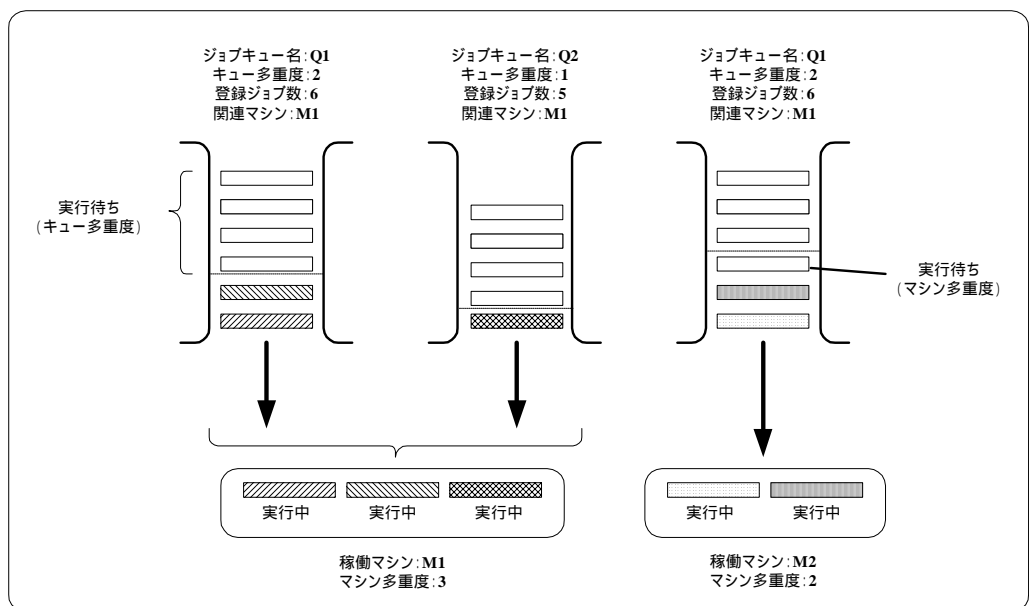 ジョブキュー名:Q1
キュー多重度:2
登録ジョブ数:6
関連マシン:M1
ジョブキュー名:Q2
キュー多重度:1
登録ジョブ数:5
関連マシン:M1
ジョブキュー名:Q1
キュー多重度:2
登録ジョブ数:6
関連マシン:M1
実行待ち
(キュー多重度)
実行待ち
(マシン多重度)
実行中
実行中
実行中
実行中
実行中
稼働マシン:M1
マシン多重度:3
稼働マシン:M2
マシン多重度:2